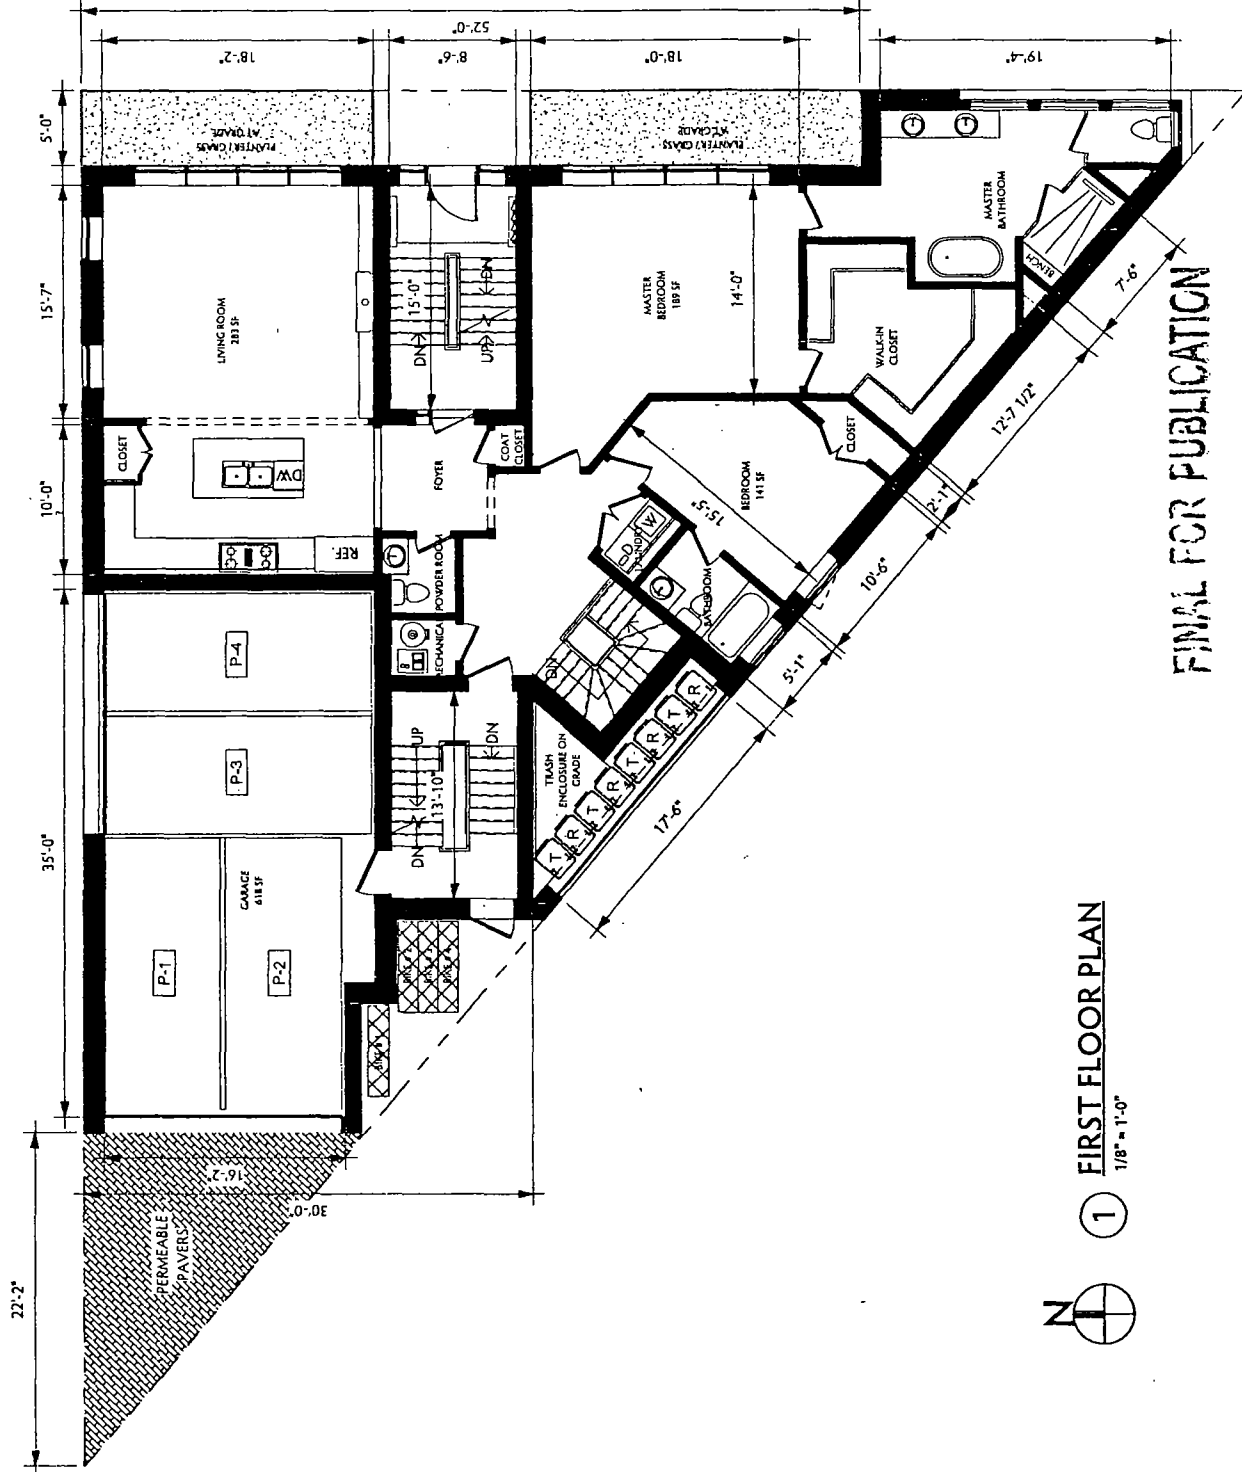 52'-0"
18'-2"
8'-6"
18'-0"
19'-4"
5'-0"
PLANTER / GRASS
AT GRADE
PLANTER / GRASS
AT GRADE
15'-7"
LIVING ROOM
283 SF
15'-0"
DN
DN
UP
MASTER
BEDROOM
189 SF
14'-0"
MASTER
BATHROOM
BENCH
WALK-IN
CLOSET
7'-6"
12'-7 1/2"
2'-1"
10'-6"
5'-1"
17'-6"
10'-0"
CLOSET
DW
REF.
FOYER
COAT
CLOSET
POWDER ROOM
D
W
BEDROOM
141 SF
15'-5"
CLOSET
BATHROOM
DN
35'-0"
P-4
P-3
GARAGE
618 SF
P-1
P-2
UP
DN
DN
13'-10"
TRASH
ENCLOSURE ON
GRADE
T
R
T
R
T
R
T
R
22'-2"
16'-2"
30'-0"
PERMEABLE
PAVERS
N
1
FIRST FLOOR PLAN
1/8" = 1'-0"
FINAL FOR PUBLICATION